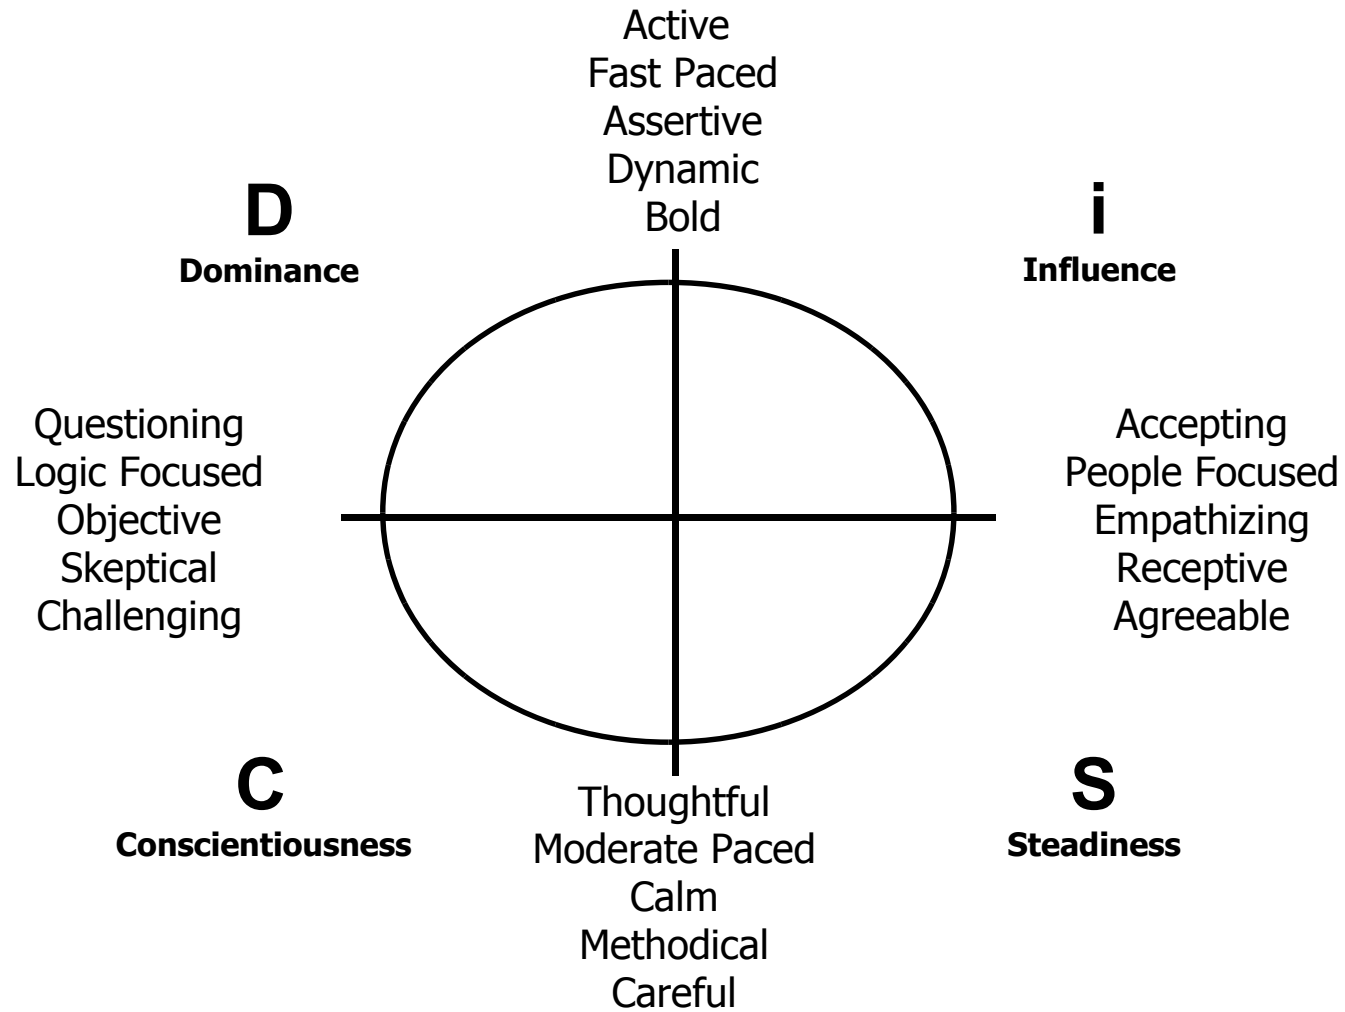 Active
Fast Paced
Assertive
Dynamic
Bold
D
Dominance
i
Influence
Questioning
Logic Focused
Objective
Skeptical
Challenging
Accepting
People Focused
Empathizing
Receptive
Agreeable
C
Conscientiousness
Thoughtful
Moderate Paced
Calm
Methodical
Careful
S
Steadiness